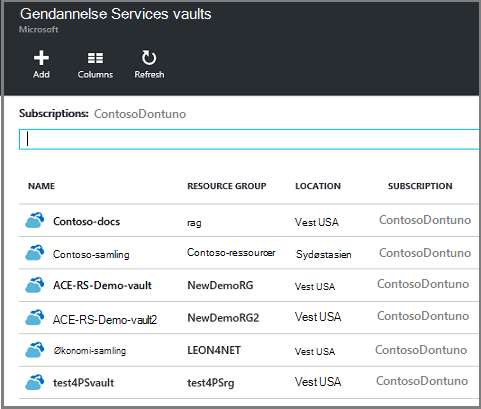 Gendannelse Services vaults
Microsoft
Add Columns Refresh
Subscriptions: ContosoDontuno
NAME RESOURCE GROUP LOCATION SUBSCRIPTION
Contoso-docs rag Vest USA ContosoDontuno
Contoso-samling Contoso-ressourcer Sydøstasien ContosoDontuno
ACE-RS-Demo-vault NewDemoRG Vest USA ContosoDontuno
ACE-RS-Demo-vault2 NewDemoRG2 Vest USA ContosoDontuno
Økonomi-samling LEON4NET Vest USA ContosoDontuno
test4PSvault test4PSrg Vest USA ContosoDontuno